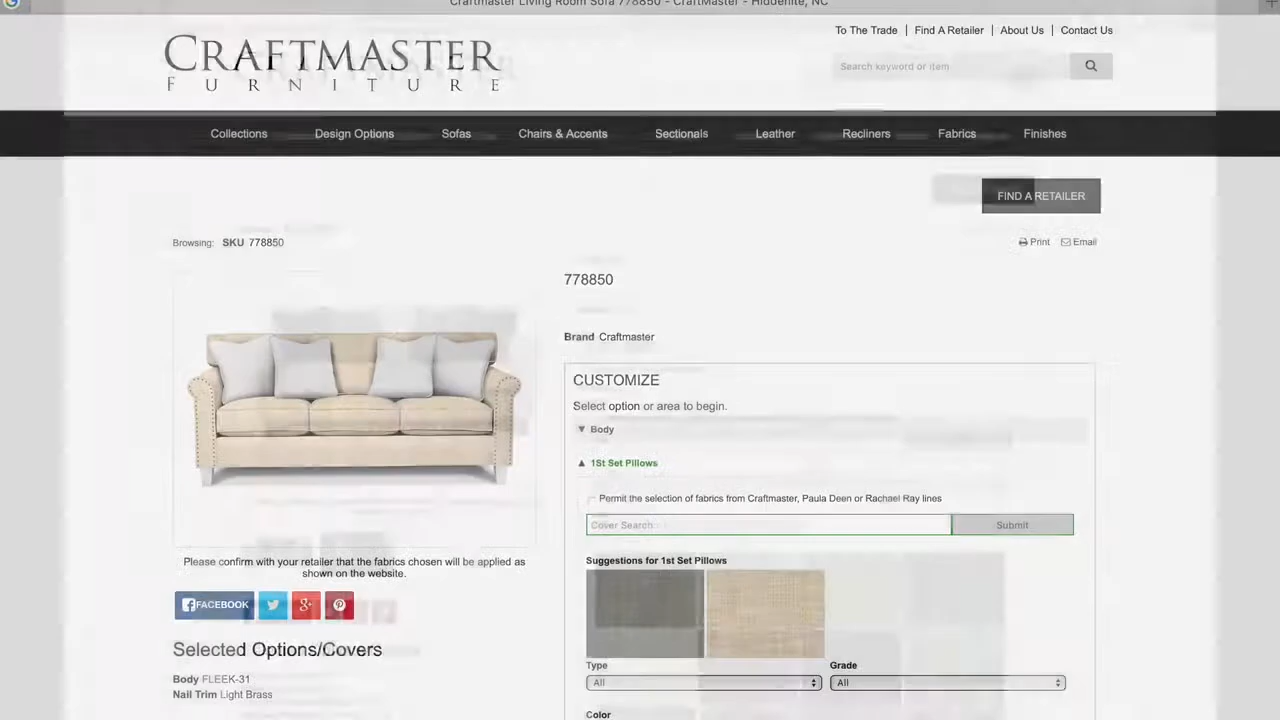 Craftmaster Living Room Sofa 778850 - CraftMaster - Hiddenite, NC
To The Trade | Find A Retailer | About Us | Contact Us
CRAFTMASTER
FURNITURE
Search keyword or item
Collections Design Options Sofas Chairs & Accents Sectionals Leather Recliners Fabrics Finishes
FIND A RETAILER
Browsing: SKU 778850
Print Email
778850
Brand Craftmaster
CUSTOMIZE
Select option or area to begin.
▼ Body
▲ 1St Set Pillows
Permit the selection of fabrics from Craftmaster, Paula Deen or Rachael Ray lines
Cover Search... Submit
Suggestions for 1st Set Pillows
Type Grade
All All
Color
Please confirm with your retailer that the fabrics chosen will be applied as
shown on the website.
FACEBOOK
Selected Options/Covers
Body FLEEK-31
Nail Trim Light Brass